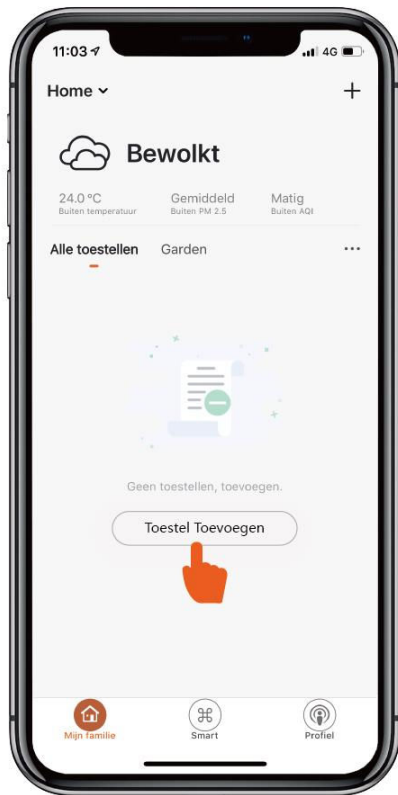 11:03 4G
Home
Bewolkt
24.0 °C Gemiddeld Matig
Buiten temperatuur Buiten PM 2.5 Buiten AQI
Alle toestellen Garden
Geen toestellen, toevoegen.
Toestel Toevoegen
Mijn familie Smart Profiel